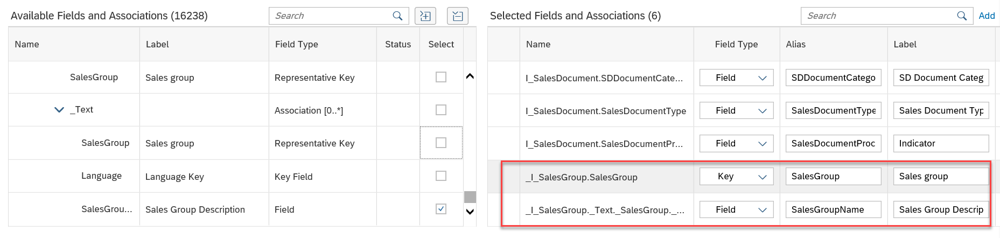 Available Fields and Associations (16238)
Search
Name Label Field Type Status Select
SalesGroup Sales group Representative Key
_Text Association [0..*]
SalesGroup Sales group Representative Key
Language Language Key Key Field
SalesGrou... Sales Group Description Field
Selected Fields and Associations (6)
Search
Add
Name Field Type Alias Label
I_SalesDocument.SDDocumentCate... Field SDDocumentCatego SD Document Categ
I_SalesDocument.SalesDocumentType Field SalesDocumentType Sales Document Typ
I_SalesDocument.SalesDocumentPr... Field SalesDocumentProc Indicator
_I_SalesGroup.SalesGroup Key SalesGroup Sales group
_I_SalesGroup._Text._SalesGroup._... Field SalesGroupName Sales Group Descrip